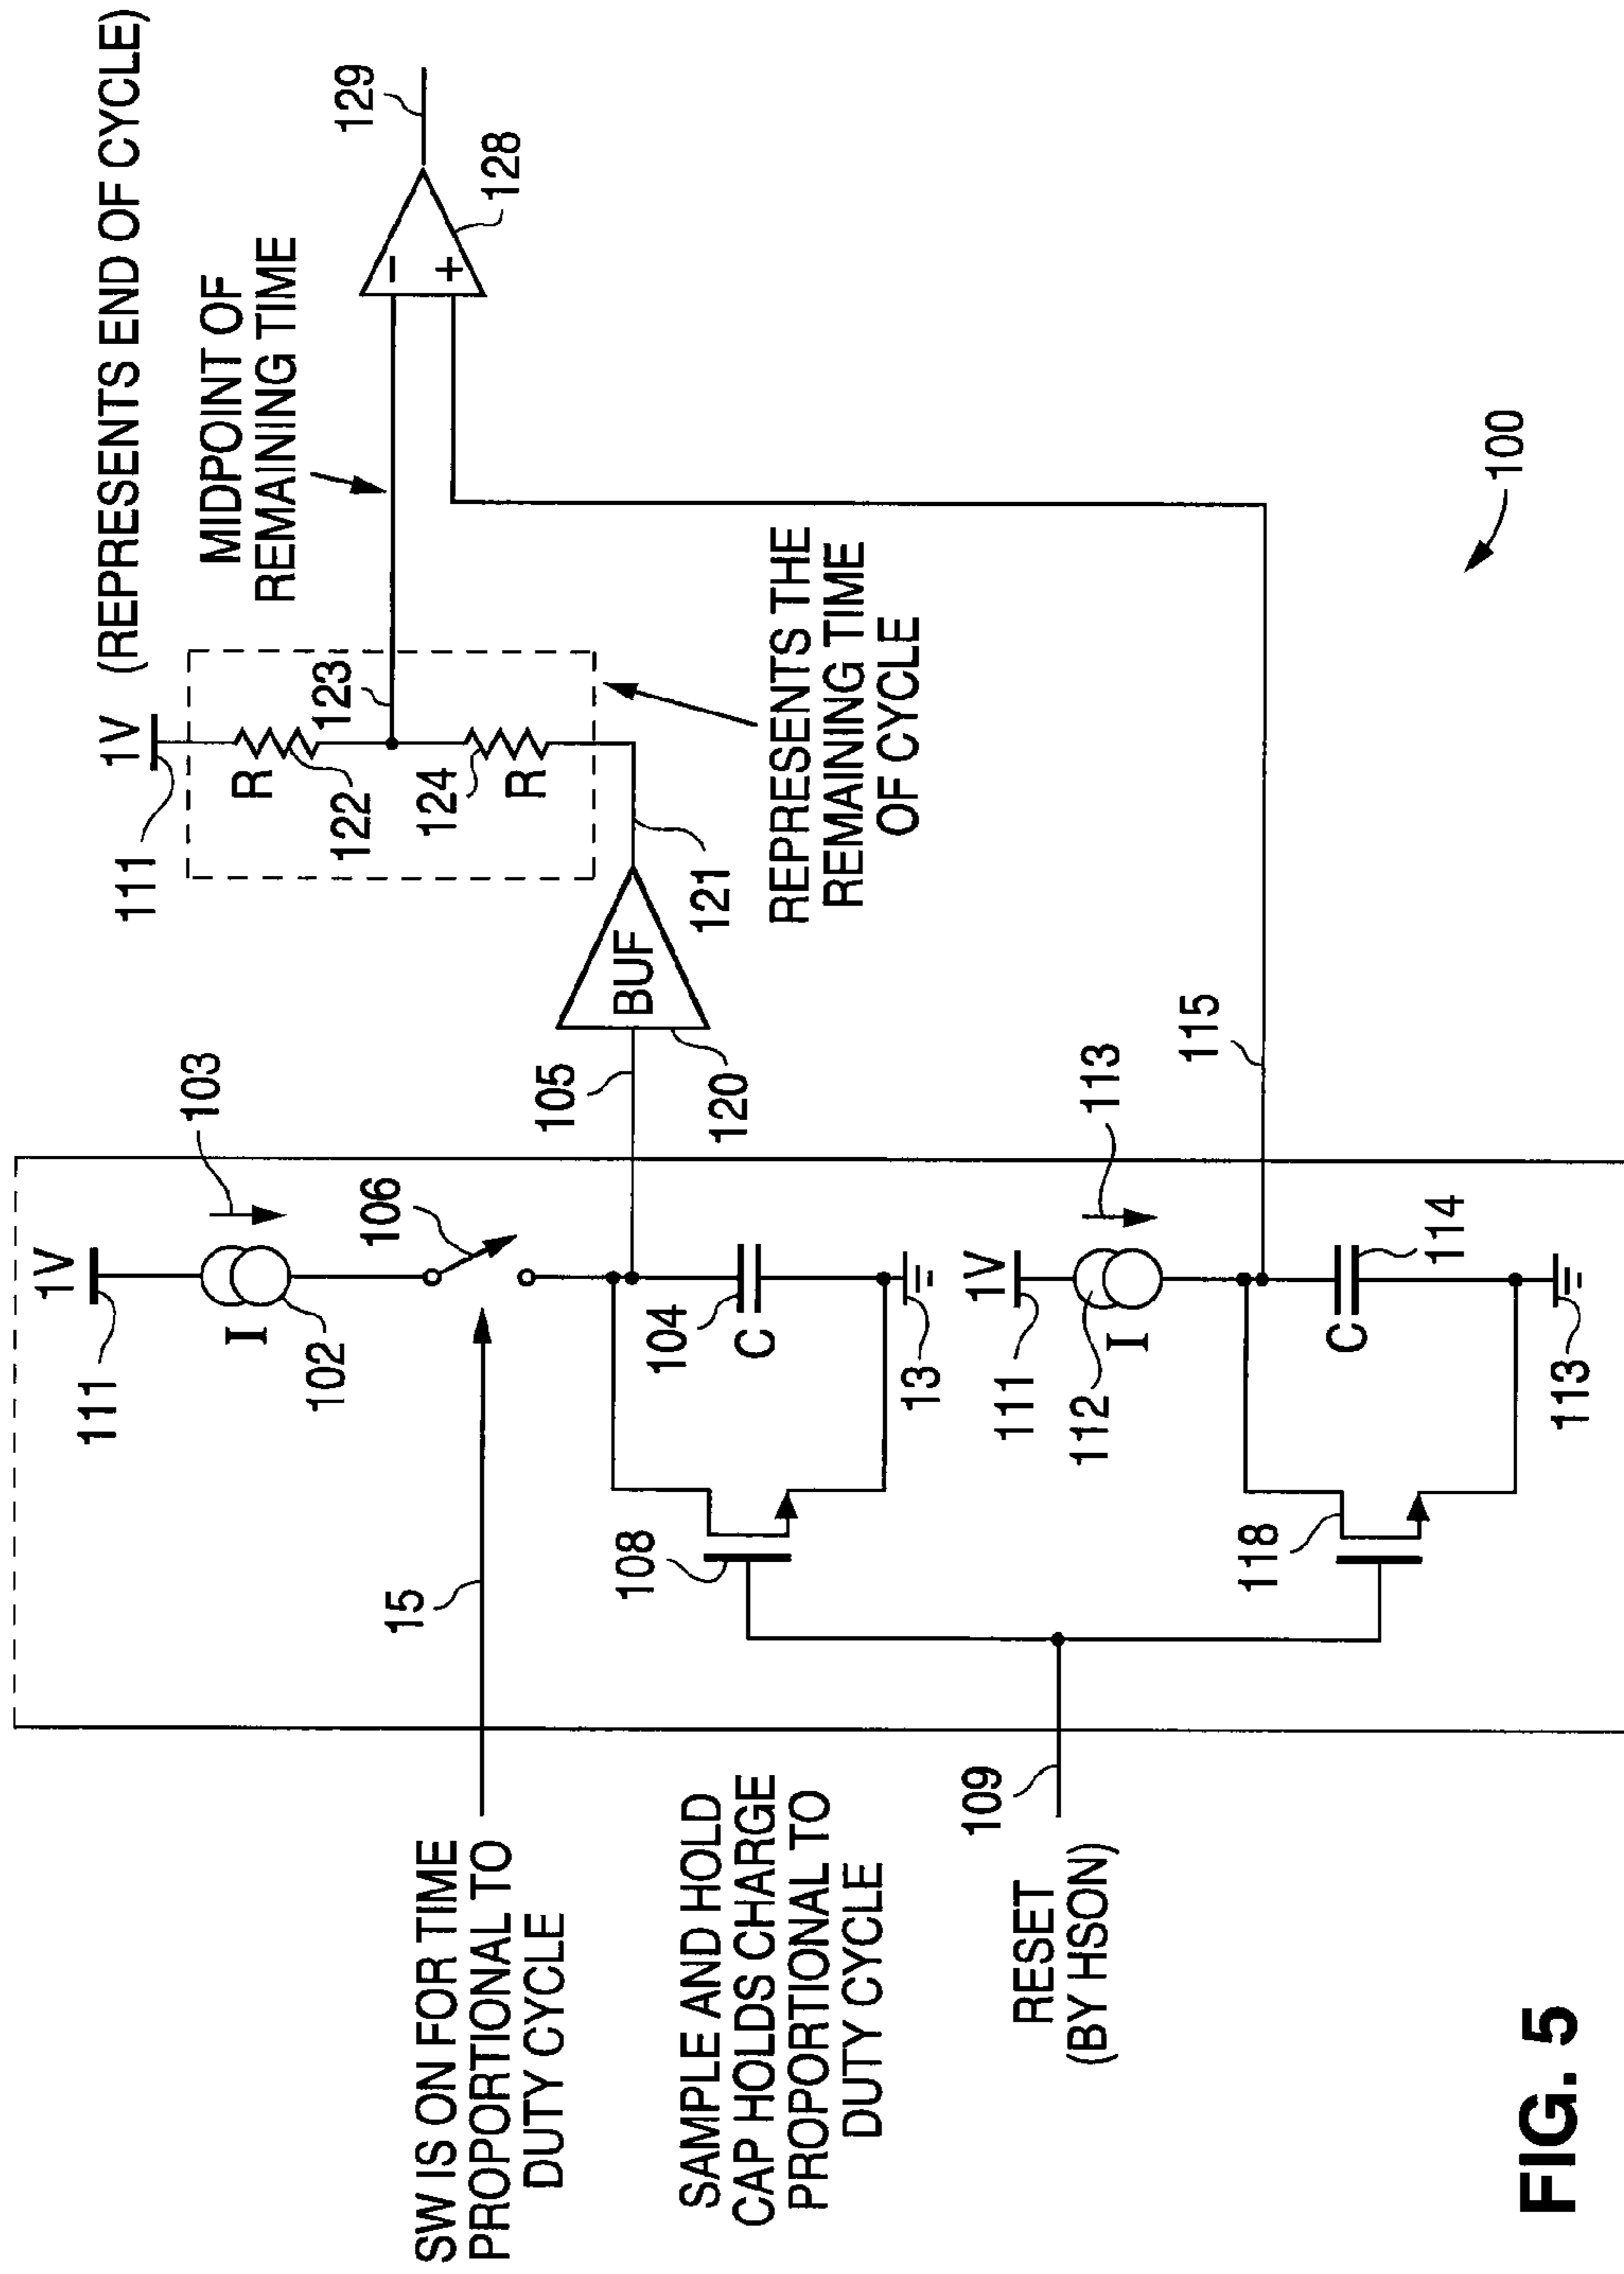 1V
111
I
102
103
106
15
SW IS ON FOR TIME
PROPORTIONAL TO
DUTY CYCLE
105
BUF
120
121
1V
(REPRESENTS END OF CYCLE)
111
R
122
123
124
R
MIDPOINT OF
REMAINING TIME
−
+
128
129
REPRESENTS THE
REMAINING TIME
OF CYCLE
SAMPLE AND HOLD
CAP HOLDS CHARGE
PROPORTIONAL TO
DUTY CYCLE
108
104
C
13
1V
111
112
I
113
115
109
RESET
(BY HSON)
118
C
114
113
100
FIG. 5